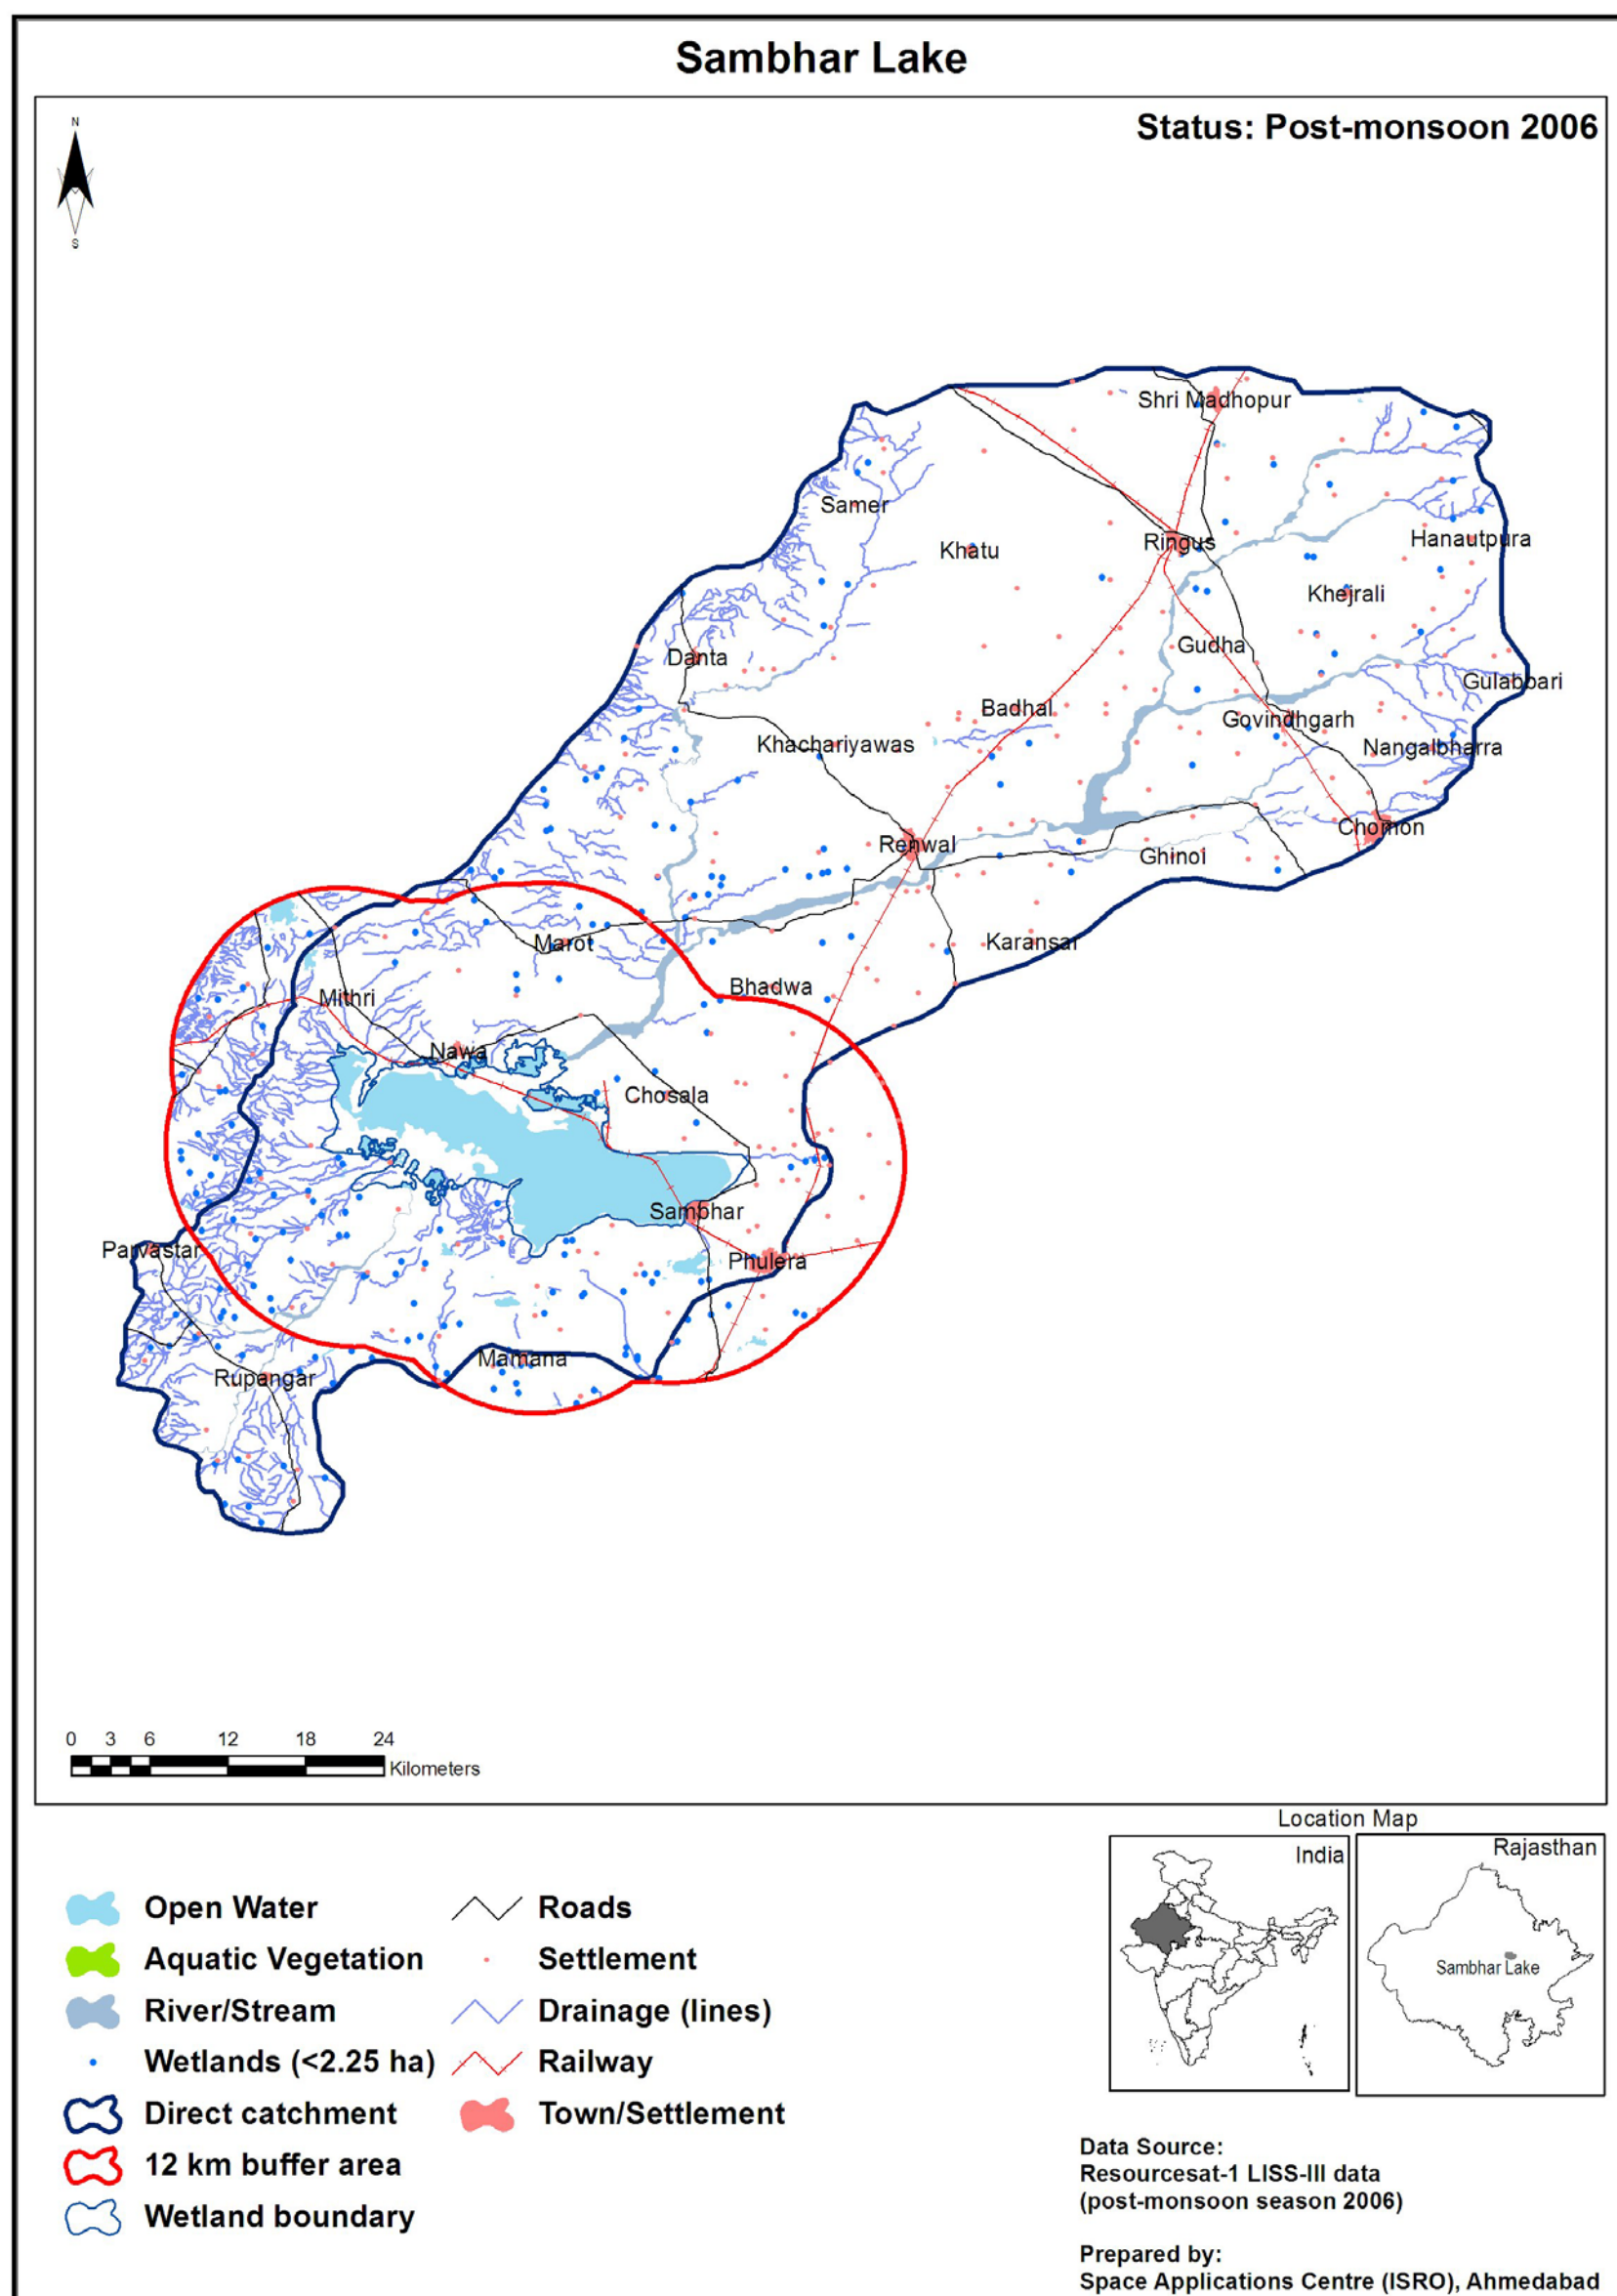 Sambhar Lake
Status: Post-monsoon 2006
N
S
Shri Madhopur
Samer
Hanautpura
Ringus
Khatu
Khejrali
Gudha
Danta
Gulabbari
Badhal
Govindhgarh
Khachariyawas
Nangalbharra
Chomon
Renwal
Ghinoi
Marot
Karansar
Bhadwa
Mithri
Nawa
Chosala
Sambhar
Parvastar
Phulera
Mamana
Rupangar
0 3 6 12 18 24
Kilometers
Location Map
India
Rajasthan
Sambhar Lake
Open Water
Aquatic Vegetation
River/Stream
Wetlands (<2.25 ha)
Direct catchment
12 km buffer area
Wetland boundary
Roads
Settlement
Drainage (lines)
Railway
Town/Settlement
Data Source:
Resourcesat-1 LISS-III data
(post-monsoon season 2006)
Prepared by:
Space Applications Centre (ISRO), Ahmedabad